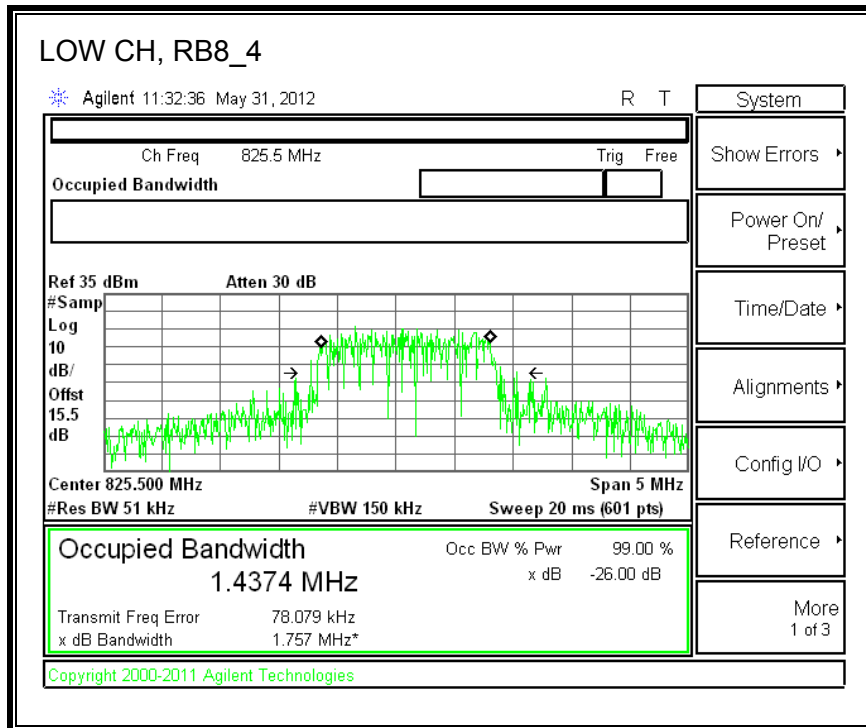 LOW CH, RB8_4
Agilent 11:32:36 May 31, 2012 R T
System
Ch Freq 825.5 MHz Trig Free
Occupied Bandwidth
Show Errors
Power On/
Preset
Time/Date
Alignments
Config I/O
Reference
More
1 of 3
Ref 35 dBm Atten 30 dB
#Samp
Log
10
dB/
Offst
15.5
dB
Center 825.500 MHz Span 5 MHz
#Res BW 51 kHz #VBW 150 kHz Sweep 20 ms (601 pts)
Occupied Bandwidth Occ BW % Pwr 99.00 %
1.4374 MHz x dB -26.00 dB
Transmit Freq Error 78.079 kHz
x dB Bandwidth 1.757 MHz*
Copyright 2000-2011 Agilent Technologies